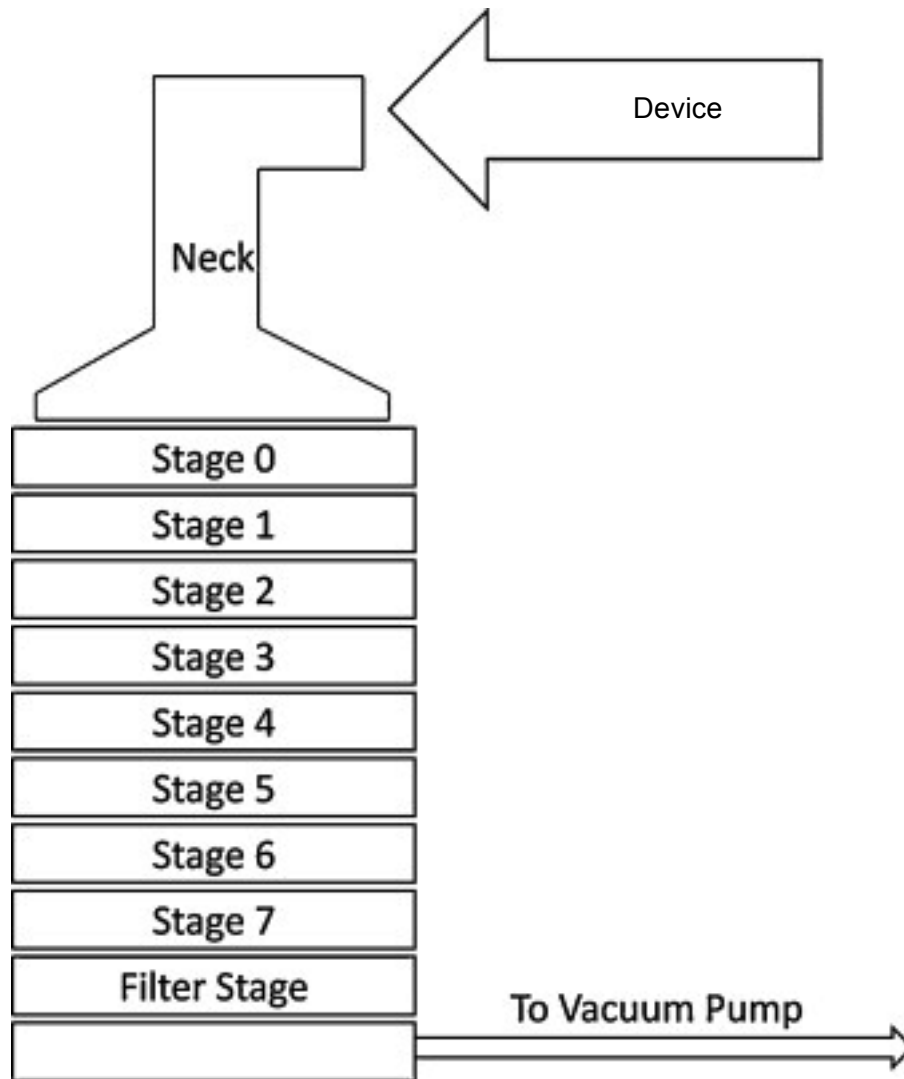 Device
Neck
Stage 0
Stage 1
Stage 2
Stage 3
Stage 4
Stage 5
Stage 6
Stage 7
Filter Stage
To Vacuum Pump